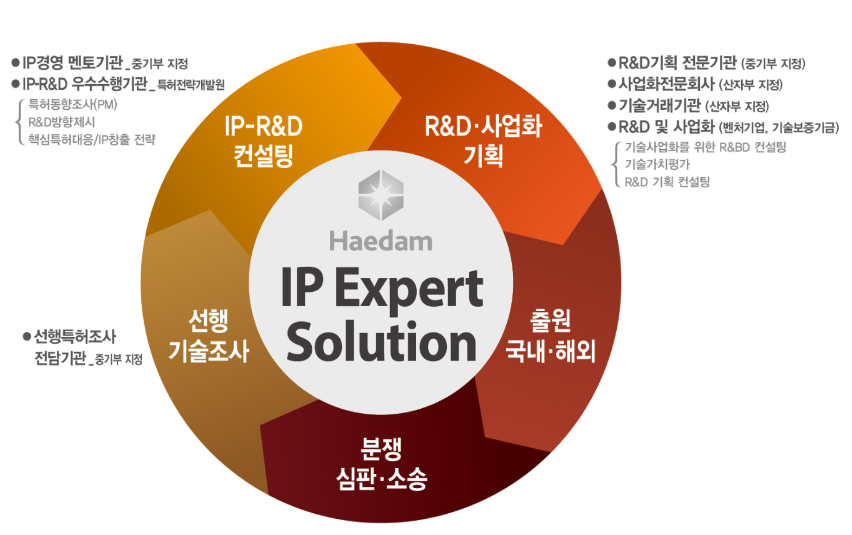 ●IP경영 멘토기관_중기부 지정
●IP-R&D 우수수행기관_특허전략개발원
특허동향조사(PM)
R&D방향제시
핵심특허대응/IP창출 전략
●R&D기획 전문기관 (중기부 지정)
●사업화전문회사 (산자부 지정)
●기술거래기관 (산자부 지정)
●R&D 및 사업화 (벤처기업, 기술보증기금)
기술사업화를 위한 R&BD 컨설팅
기술가치평가
R&D 기획 컨설팅
IP-R&D
컨설팅
R&D·사업화
기획
Haedam
IP Expert
Solution
선행
기술조사
출원
국내·해외
●선행특허조사
전담기관_중기부 지정
분쟁
심판·소송